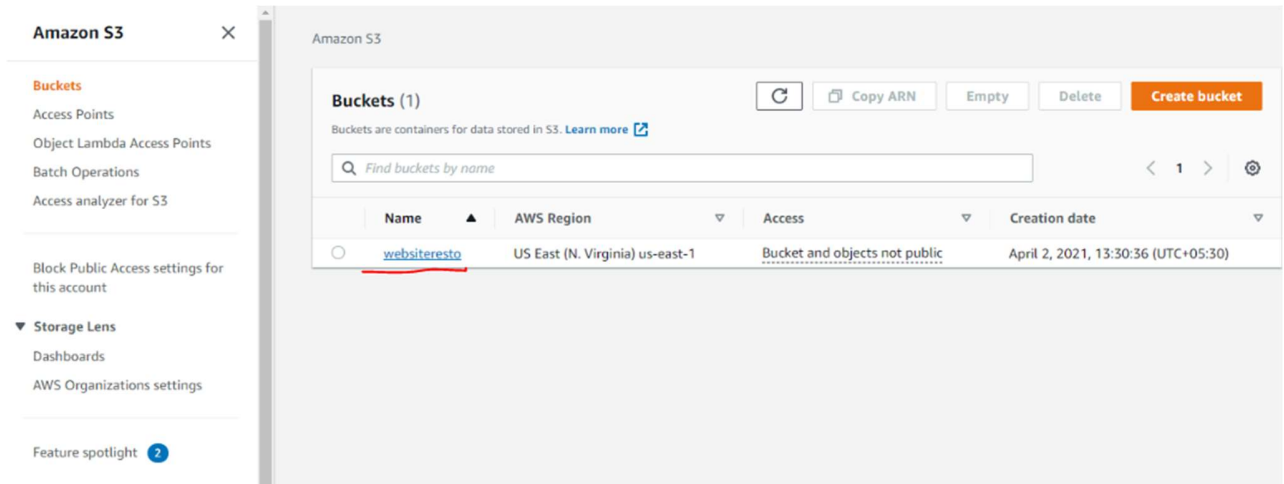 Amazon S3
Buckets
Access Points
Object Lambda Access Points
Batch Operations
Access analyzer for S3
Block Public Access settings for
this account
Storage Lens
Dashboards
AWS Organizations settings
Feature spotlight 2
Amazon S3
Buckets (1)
Copy ARN Empty Delete Create bucket
Buckets are containers for data stored in S3. Learn more
Find buckets by name
1
Name AWS Region Access Creation date
websiteresto US East (N. Virginia) us-east-1 Bucket and objects not public April 2, 2021, 13:30:36 (UTC+05:30)